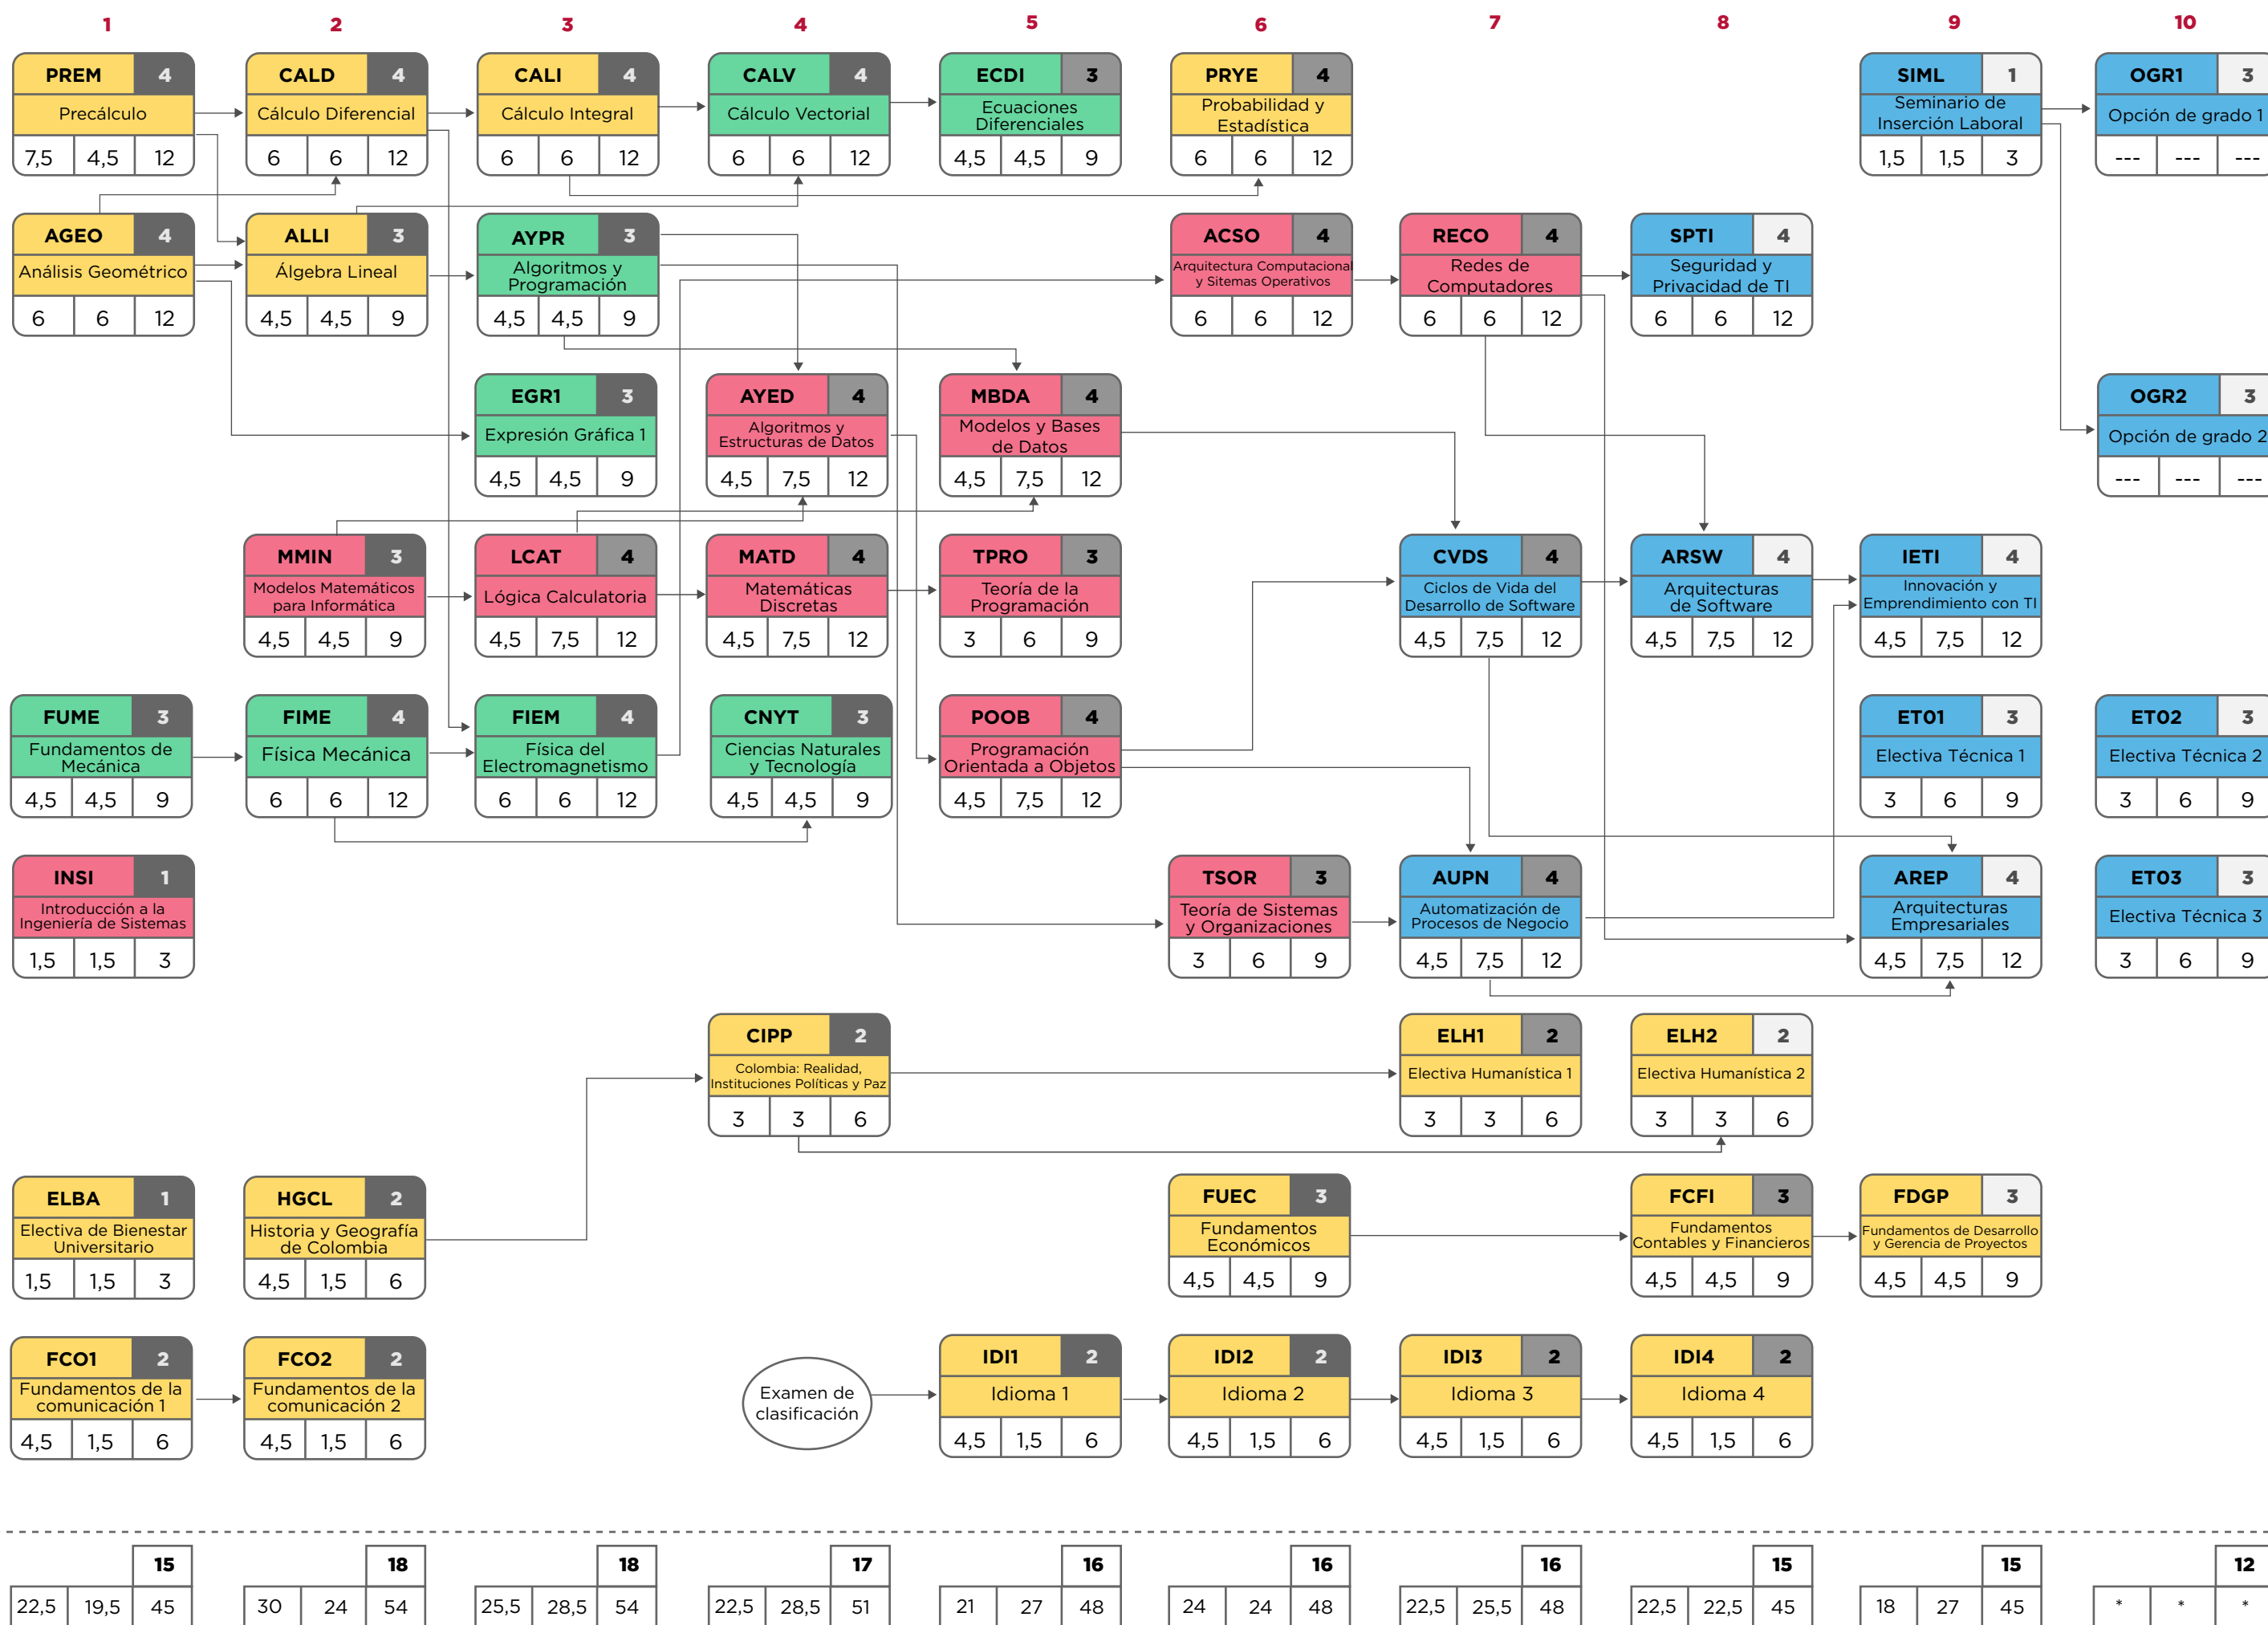 1 2 3 4 5 6 7 8 9 10
PREM 4
Precálculo
7,5 4,5 12
CALD 4
Cálculo Diferencial
6 6 12
CALI 4
Cálculo Integral
6 6 12
CALV 4
Cálculo Vectorial
6 6 12
ECDI 3
Ecuaciones
Diferenciales
4,5 4,5 9
PRYE 4
Probabilidad y
Estadística
6 6 12
SIML 1
Seminario de
Inserción Laboral
1,5 1,5 3
OGR1 3
Opción de grado 1
--- --- ---
AGEO 4
Análisis Geométrico
6 6 12
ALLI 3
Álgebra Lineal
4,5 4,5 9
AYPR 3
Algoritmos y
Programación
4,5 4,5 9
ACSO 4
Arquitectura Computacional
y Sitemas Operativos
6 6 12
RECO 4
Redes de
Computadores
6 6 12
SPTI 4
Seguridad y
Privacidad de TI
6 6 12
EGR1 3
Expresión Gráfica 1
4,5 4,5 9
AYED 4
Algoritmos y
Estructuras de Datos
4,5 7,5 12
MBDA 4
Modelos y Bases
de Datos
4,5 7,5 12
OGR2 3
Opción de grado 2
--- --- ---
MMIN 3
Modelos Matemáticos
para Informática
4,5 4,5 9
LCAT 4
Lógica Calculatoria
4,5 7,5 12
MATD 4
Matemáticas
Discretas
4,5 7,5 12
TPRO 3
Teoría de la
Programación
3 6 9
CVDS 4
Ciclos de Vida del
Desarrollo de Software
4,5 7,5 12
ARSW 4
Arquitecturas
de Software
4,5 7,5 12
IETI 4
Innovación y
Emprendimiento con TI
4,5 7,5 12
FUME 3
Fundamentos de
Mecánica
4,5 4,5 9
FIME 4
Física Mecánica
6 6 12
FIEM 4
Física del
Electromagnetismo
6 6 12
CNYT 3
Ciencias Naturales
y Tecnología
4,5 4,5 9
POOB 4
Programación
Orientada a Objetos
4,5 7,5 12
ET01 3
Electiva Técnica 1
3 6 9
ET02 3
Electiva Técnica 2
3 6 9
INSI 1
Introducción a la
Ingeniería de Sistemas
1,5 1,5 3
TSOR 3
Teoría de Sistemas
y Organizaciones
3 6 9
AUPN 4
Automatización de
Procesos de Negocio
4,5 7,5 12
AREP 4
Arquitecturas
Empresariales
4,5 7,5 12
ET03 3
Electiva Técnica 3
3 6 9
CIPP 2
Colombia: Realidad,
Instituciones Políticas y Paz
3 3 6
ELH1 2
Electiva Humanística 1
3 3 6
ELH2 2
Electiva Humanística 2
3 3 6
ELBA 1
Electiva de Bienestar
Universitario
1,5 1,5 3
HGCL 2
Historia y Geografía
de Colombia
4,5 1,5 6
FUEC 3
Fundamentos
Económicos
4,5 4,5 9
FCFI 3
Fundamentos
Contables y Financieros
4,5 4,5 9
FDGP 3
Fundamentos de Desarrollo
y Gerencia de Proyectos
4,5 4,5 9
FCO1 2
Fundamentos de la
comunicación 1
4,5 1,5 6
FCO2 2
Fundamentos de la
comunicación 2
4,5 1,5 6
Examen de
clasificación
IDI1 2
Idioma 1
4,5 1,5 6
IDI2 2
Idioma 2
4,5 1,5 6
IDI3 2
Idioma 3
4,5 1,5 6
IDI4 2
Idioma 4
4,5 1,5 6
15 18 18 17 16 16 16 15 15 12
22,5 19,5 45 30 24 54 25,5 28,5 54 22,5 28,5 51 21 27 48 24 24 48 22,5 25,5 48 22,5 22,5 45 18 27 45 * * *